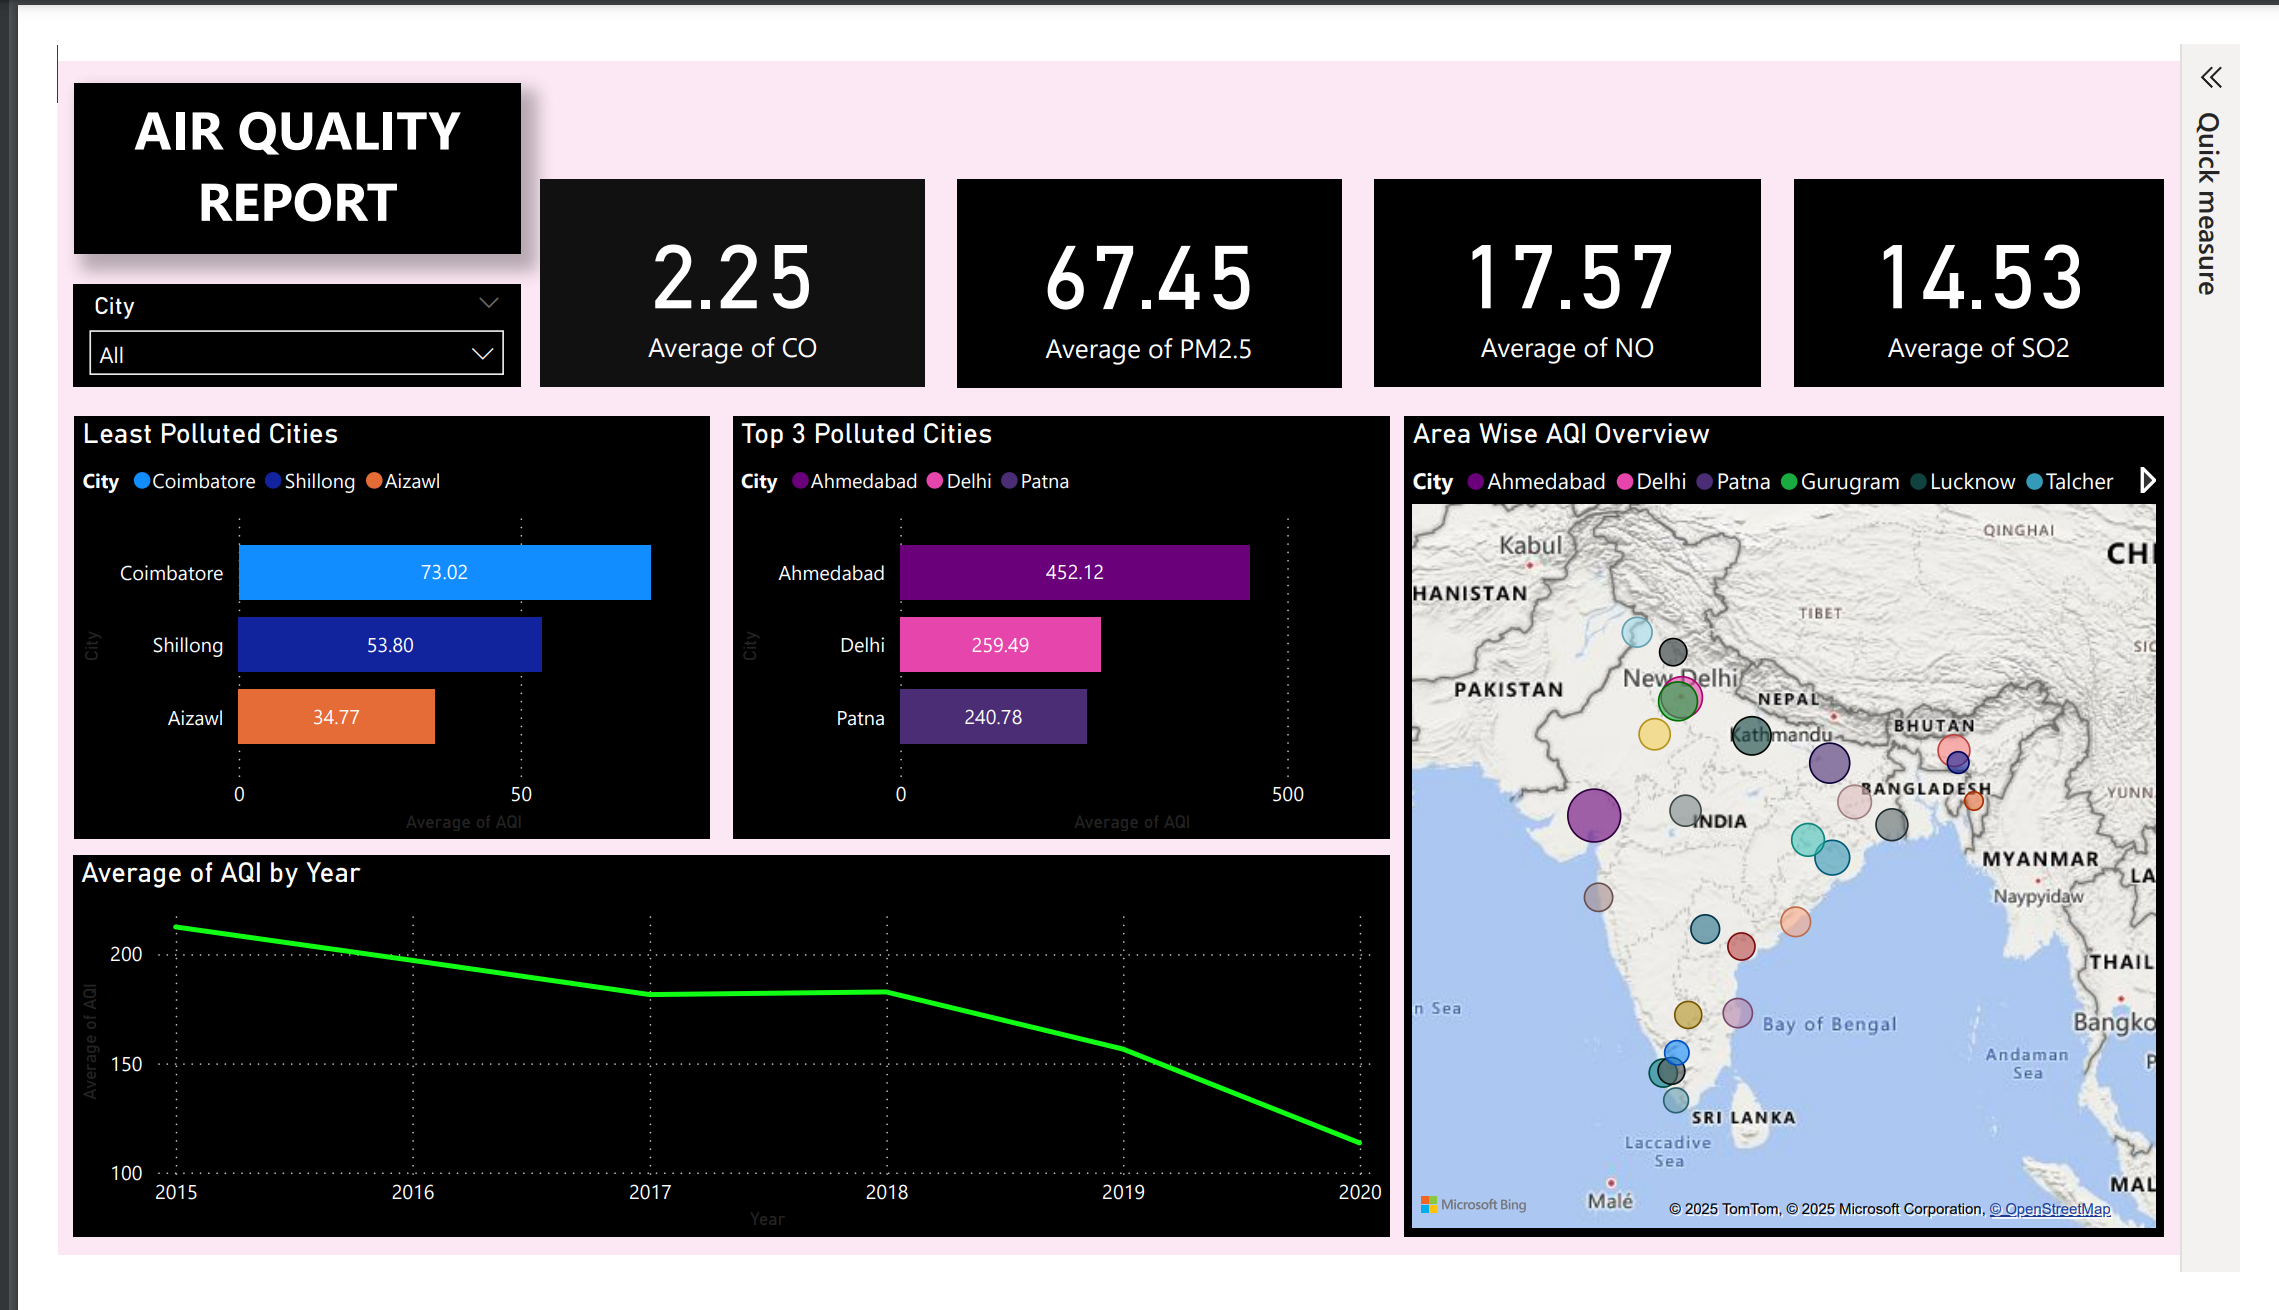 AIR QUALITY
REPORT
City
All
2.25
Average of CO
67.45
Average of PM2.5
17.57
Average of NO
14.53
Average of SO2
Quick measure
Least Polluted Cities
City Coimbatore Shillong Aizawl
City
Coimbatore
73.02
Shillong
53.80
Aizawl
34.77
0
50
Average of AQI
Top 3 Polluted Cities
City Ahmedabad Delhi Patna
City
Ahmedabad
452.12
Delhi
259.49
Patna
240.78
0
500
Average of AQI
Area Wise AQI Overview
City Ahmedabad Delhi Patna Gurugram Lucknow Talcher
QINGHAI
Kabul
CHI
HANISTAN
TIBET
SIC
New Delhi
PAKISTAN
NEPAL
BHUTAN
Kathmandu
BANGLADESH
YUNN
INDIA
MYANMAR
LA
Naypyidaw
THAIL
n Sea
Bay of Bengal
Bangko
Andaman
Sea
P
SRI LANKA
Laccadive
Sea
MAL
Malé
Microsoft Bing
© 2025 TomTom, © 2025 Microsoft Corporation, © OpenStreetMap
Average of AQI by Year
Average of AQI
200
150
100
2015
2016
2017
2018
2019
2020
Year